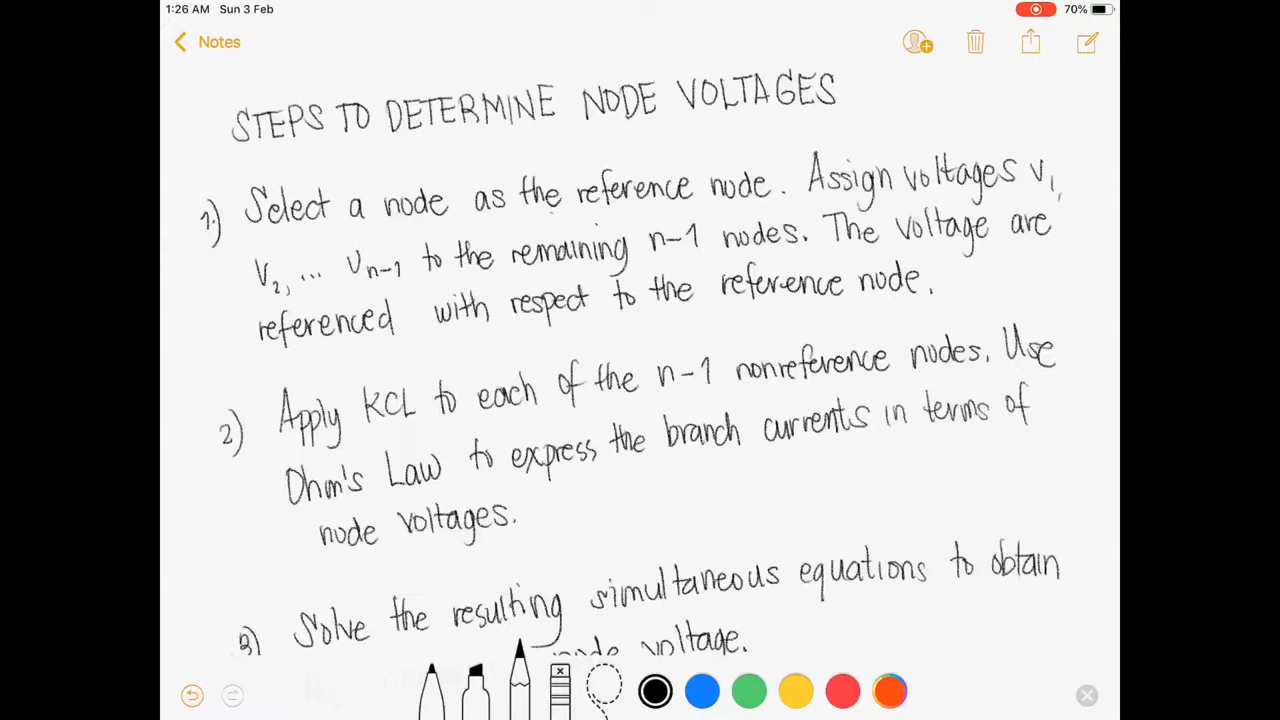 1:26 AM Sun 3 Feb
70%
Notes
STEPS TO DETERMINE NODE VOLTAGES
1.) Select a node as the reference node. Assign voltages v1,
v2, ... vn-1 to the remaining n-1 nodes. The voltage are
referenced with respect to the reference node.
2) Apply KCL to each of the n-1 nonreference nodes. Use
Ohm's Law to express the branch currents in terms of
node voltages.
3) Solve the resulting simultaneous equations to obtain
node voltage.